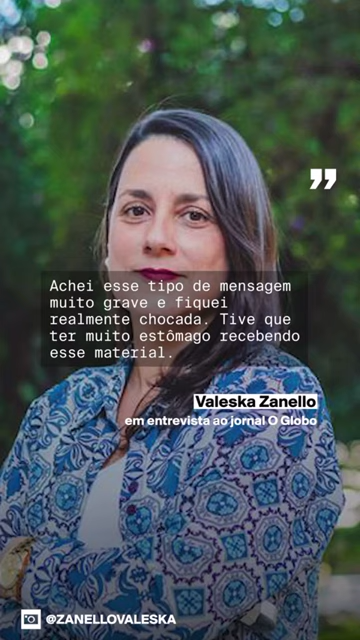 ”
Achei esse tipo de mensagem
muito grave e fiquei
realmente chocada. Tive que
ter muito estômago recebendo
esse material.
Valeska Zanello
em entrevista ao jornal O Globo
@ZANELLOVALESKA